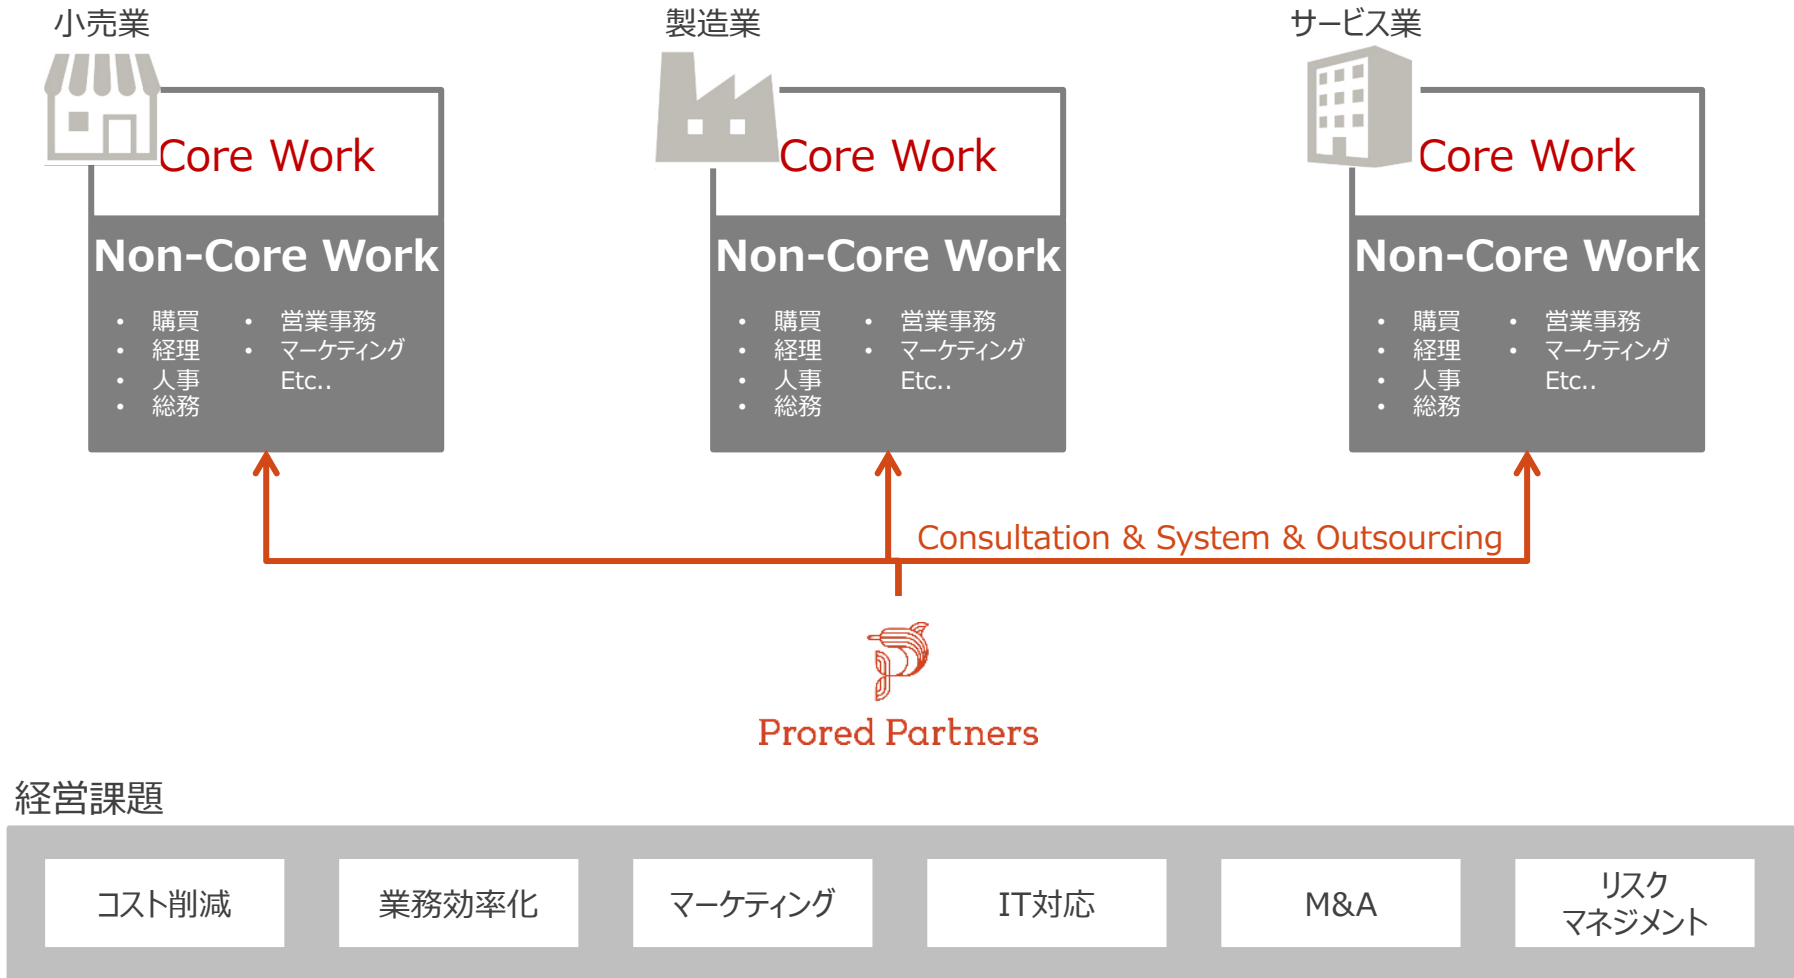 小売業
製造業
サービス業
Core Work
Core Work
Core Work
Non-Core Work
• 購買
• 経理
• 人事
• 総務
• 営業事務
• マーケティング
Etc..
Non-Core Work
• 購買
• 経理
• 人事
• 総務
• 営業事務
• マーケティング
Etc..
Non-Core Work
• 購買
• 経理
• 人事
• 総務
• 営業事務
• マーケティング
Etc..
Consultation & System & Outsourcing
Prored Partners
経営課題
コスト削減
業務効率化
マーケティング
IT対応
M&A
リスク
マネジメント